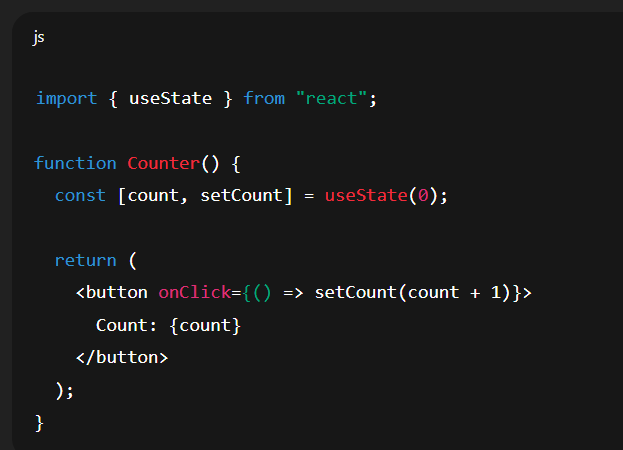 js
import { useState } from "react";
function Counter() {
  const [count, setCount] = useState(0);
  return (
    <button onClick={() => setCount(count + 1)}>
      Count: {count}
    </button>
  );
}